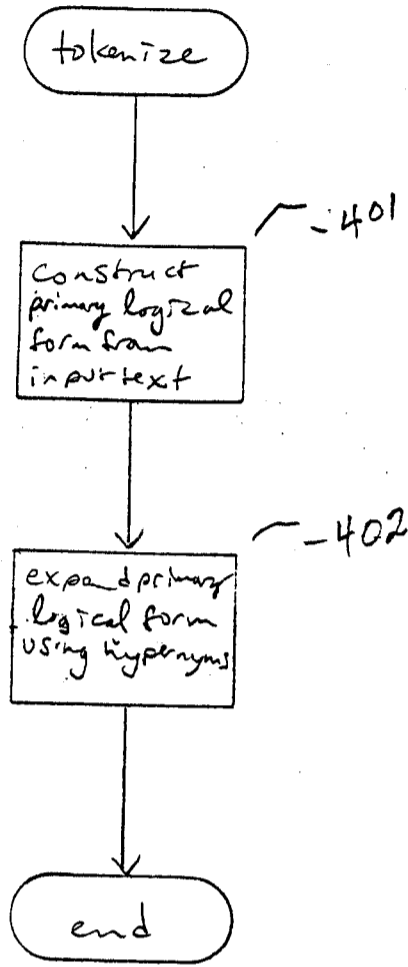 tokenize
401
construct
primary logical
form from
input text
402
expand primary
logical form
using hypernyms
end